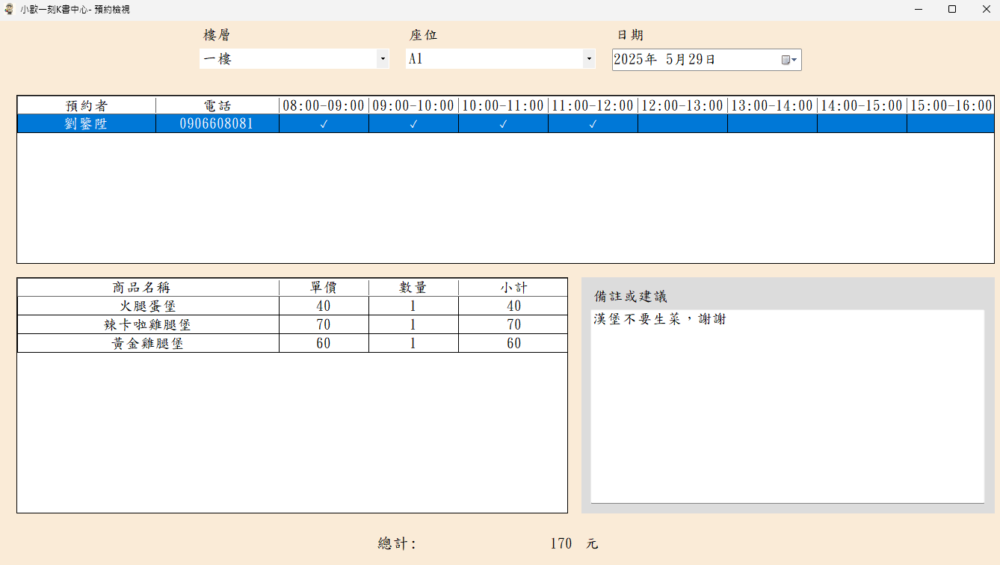 小歇一刻K書中心- 預約檢視
樓層 座位 日期
一樓 A1 2025年 5月29日
預約者 電話 08:00-09:00 09:00-10:00 10:00-11:00 11:00-12:00 12:00-13:00 13:00-14:00 14:00-15:00 15:00-16:00
劉鑒陞 0906608081 ✓ ✓ ✓ ✓
商品名稱 單價 數量 小計
火腿蛋堡 40 1 40
辣卡啦雞腿堡 70 1 70
黃金雞腿堡 60 1 60
備註或建議
漢堡不要生菜，謝謝
總計: 170 元